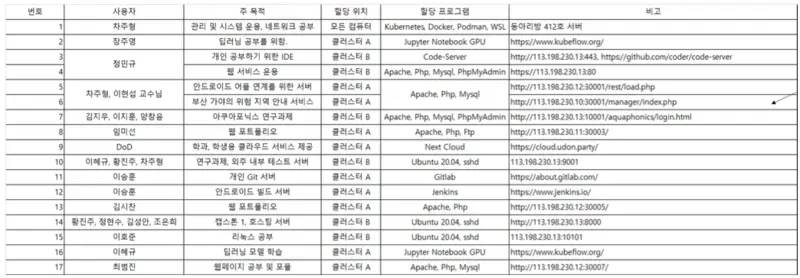 번호 사용자 주 목적 할당 위치 할당 프로그램 비고
1 차주형 관리 및 시스템 운용, 네트워크 공부 모든 컴퓨터 Kubernetes, Docker, Podman, WSL 동아리방 412호 서버
2 장주영 딥러닝 공부를 위함. 클러스터 A Jupyter Notebook GPU https://www.kubeflow.org/
3 정민규 개인 공부하기 위한 IDE 클러스터 B Code-Server http://113.198.230.13:443, https://github.com/coder/code-server
4 웹 서비스 운용 클러스터 B Apache, Php, Mysql, PhpMyAdmin https://113.198.230.13:80
5 차주형, 이현섭 교수님 안드로이드 어플 연계를 위한 서버 클러스터 A Apache, Php, Mysql http://113.198.230.12:30001/rest/load.php
6 부산 가야의 위험 지역 안내 서비스 클러스터 A http://113.198.230.10:30001/manager/index.php
7 김지우, 이지훈, 양창윤 아쿠아포닉스 연구과제 클러스터 B Apache, Php, Mysql, PhpMyAdmin http://113.198.230.13:10001/aquaphonics/login.html
8 임미선 웹 포트폴리오 클러스터 A Apache, Php, Ftp http://113.198.230.11:30003/
9 DoD 학과, 학생용 클라우드 서비스 제공 클러스터 A Next Cloud https://cloud.udon.party/
10 이혜규, 황진주, 차주형 연구과제, 외주 내부 테스트 서버 클러스터 B Ubuntu 20.04, sshd 113.198.230.13:9001
11 이승훈 개인 Git 서버 클러스터 A Gitlab https://about.gitlab.com/
12 이승훈 안드로이드 빌드 서버 클러스터 A Jenkins https://www.jenkins.io/
13 김시찬 웹 포트폴리오 클러스터 A Apache, Php http://113.198.230.12:30005/
14 황진주, 정현수, 김성안, 조은희 캡스톤 1, 호스팅 서버 클러스터 B Ubuntu 20.04, sshd http://113.198.230.13:8000
15 이호준 리눅스 공부 클러스터 B Ubuntu 20.04, sshd http://113.198.230.13:10101
16 이혜규 딥러닝 모델 학습 클러스터 A Jupyter Notebook GPU https://www.kubeflow.org/
17 최범진 웹페이지 공부 및 포폴 클러스터 A Apache, Php, Mysql http://113.198.230.12:30007/